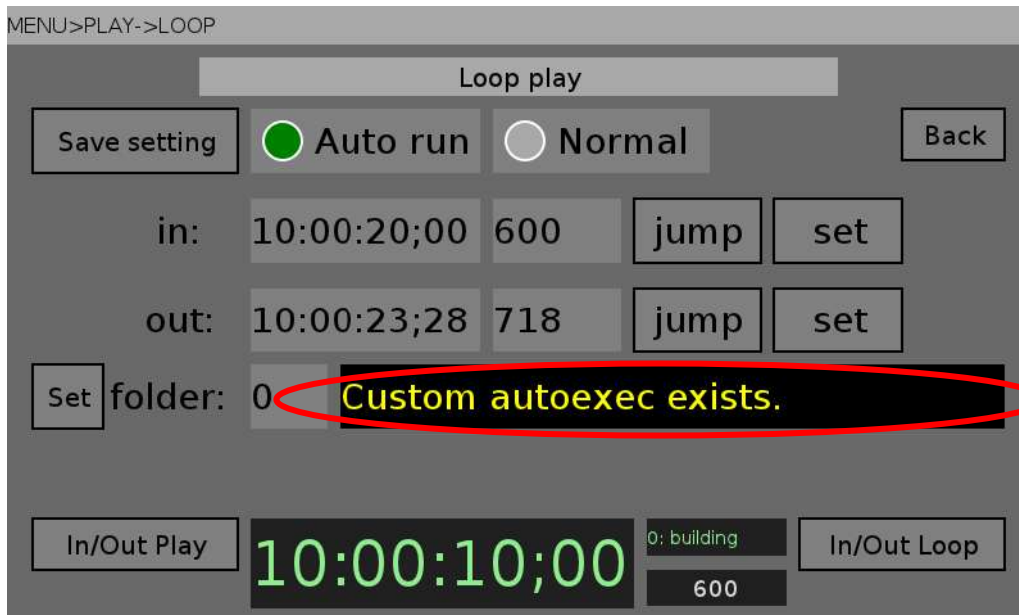 MENU>PLAY->LOOP
Loop play
Save setting Auto run Normal Back
in: 10:00:20;00 600 jump set
out: 10:00:23;28 718 jump set
Set folder: 0 Custom autoexec exists.
In/Out Play 10:00:10;00 0: building In/Out Loop
600